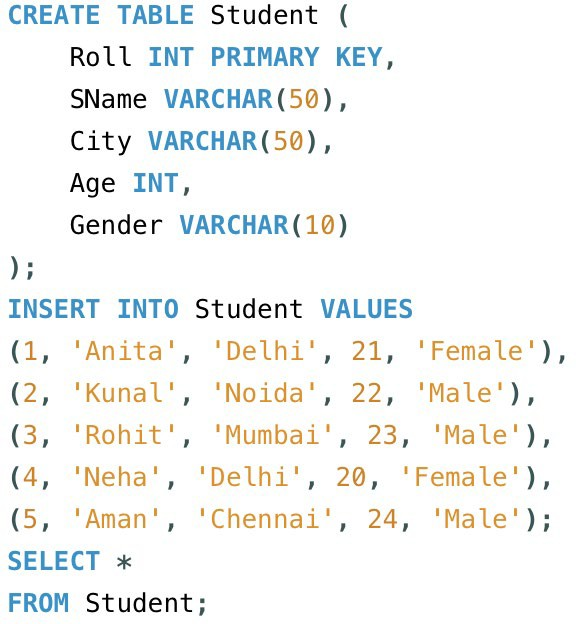 CREATE TABLE Student (
    Roll INT PRIMARY KEY,
    SName VARCHAR(50),
    City VARCHAR(50),
    Age INT,
    Gender VARCHAR(10)
);
INSERT INTO Student VALUES
(1, 'Anita', 'Delhi', 21, 'Female'),
(2, 'Kunal', 'Noida', 22, 'Male'),
(3, 'Rohit', 'Mumbai', 23, 'Male'),
(4, 'Neha', 'Delhi', 20, 'Female'),
(5, 'Aman', 'Chennai', 24, 'Male');
SELECT *
FROM Student;